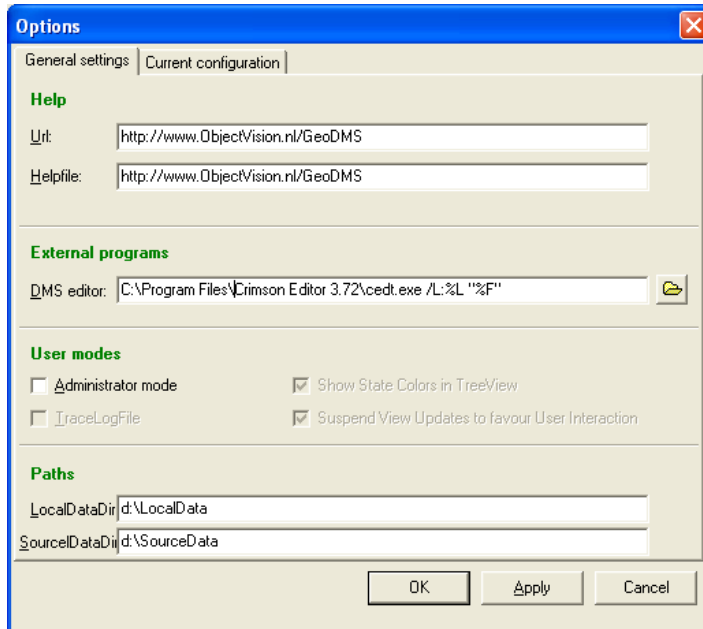 Options
General settings Current configuration
Help
Url: http://www.ObjectVision.nl/GeoDMS
Helpfile: http://www.ObjectVision.nl/GeoDMS
External programs
DMS editor: C:\Program Files\Crimson Editor 3.72\cedt.exe /L:%L "%F"
User modes
Administrator mode Show State Colors in TreeView
TraceLogFile Suspend View Updates to favour User Interaction
Paths
LocalDataDir d:\LocalData
SourcelDataDir d:\SourceData
OK Apply Cancel